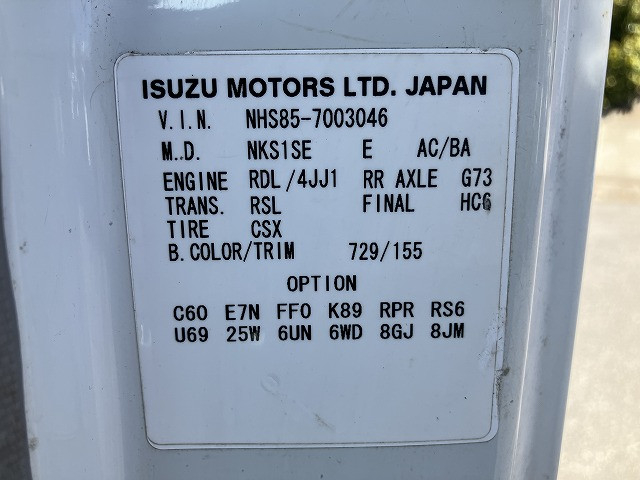 ISUZU MOTORS LTD. JAPAN
V.I.N. NHS85-7003046
M.D. NKS1SE E AC/BA
ENGINE RDL/4JJ1 RR AXLE G73
TRANS. RSL FINAL HC6
TIRE CSX
B.COLOR/TRIM 729/155
OPTION
C60 E7N FF0 K89 RPR RS6
U69 25W 6UN 6WD 8GJ 8JM